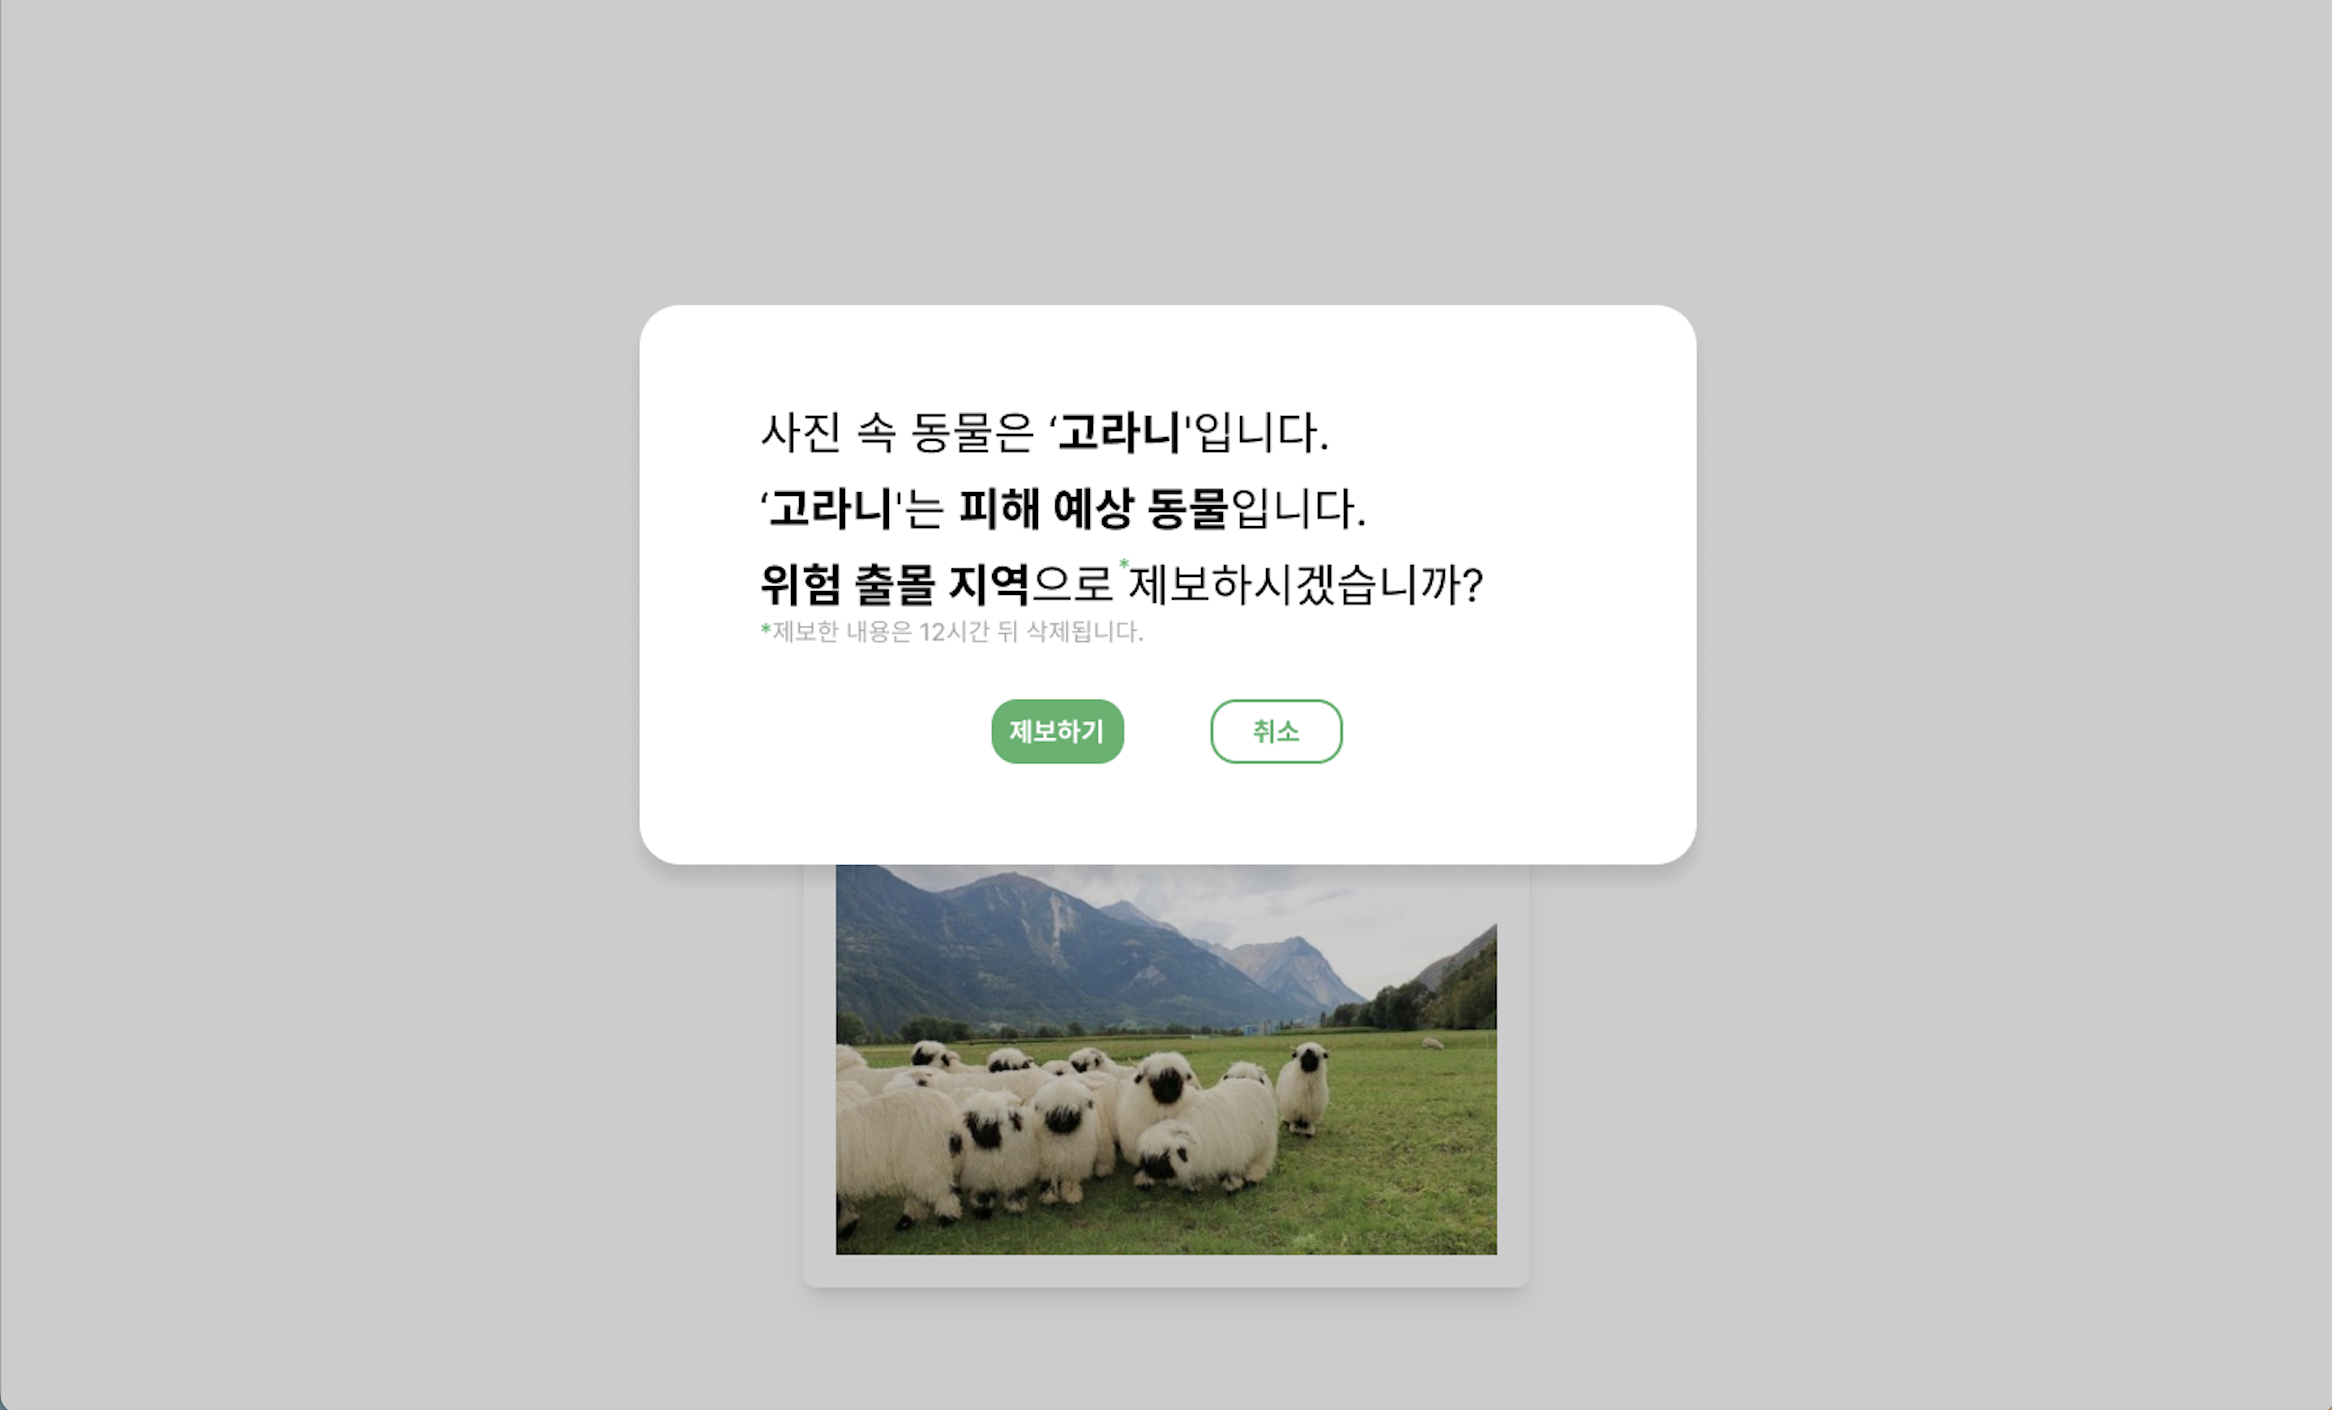 사진 속 동물은 ‘고라니'입니다.
‘고라니'는 피해 예상 동물입니다.
위험 출몰 지역으로 *제보하시겠습니까?
*제보한 내용은 12시간 뒤 삭제됩니다.
제보하기
취소